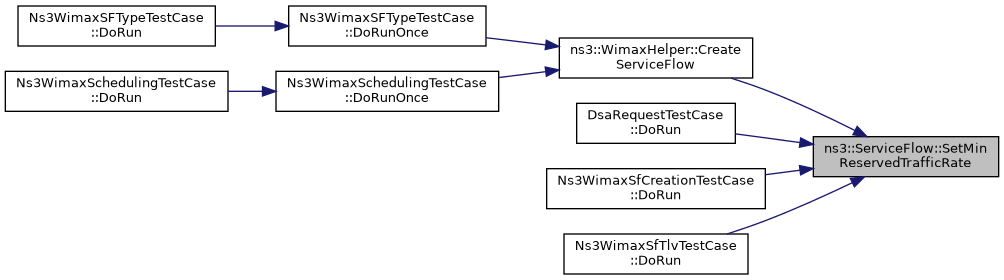 Ns3WimaxSFTypeTestCase
::DoRun
Ns3WimaxSFTypeTestCase
::DoRunOnce
Ns3WimaxSchedulingTestCase
::DoRun
Ns3WimaxSchedulingTestCase
::DoRunOnce
ns3::WimaxHelper::Create
ServiceFlow
DsaRequestTestCase
::DoRun
Ns3WimaxSfCreationTestCase
::DoRun
Ns3WimaxSfTlvTestCase
::DoRun
ns3::ServiceFlow::SetMin
ReservedTrafficRate